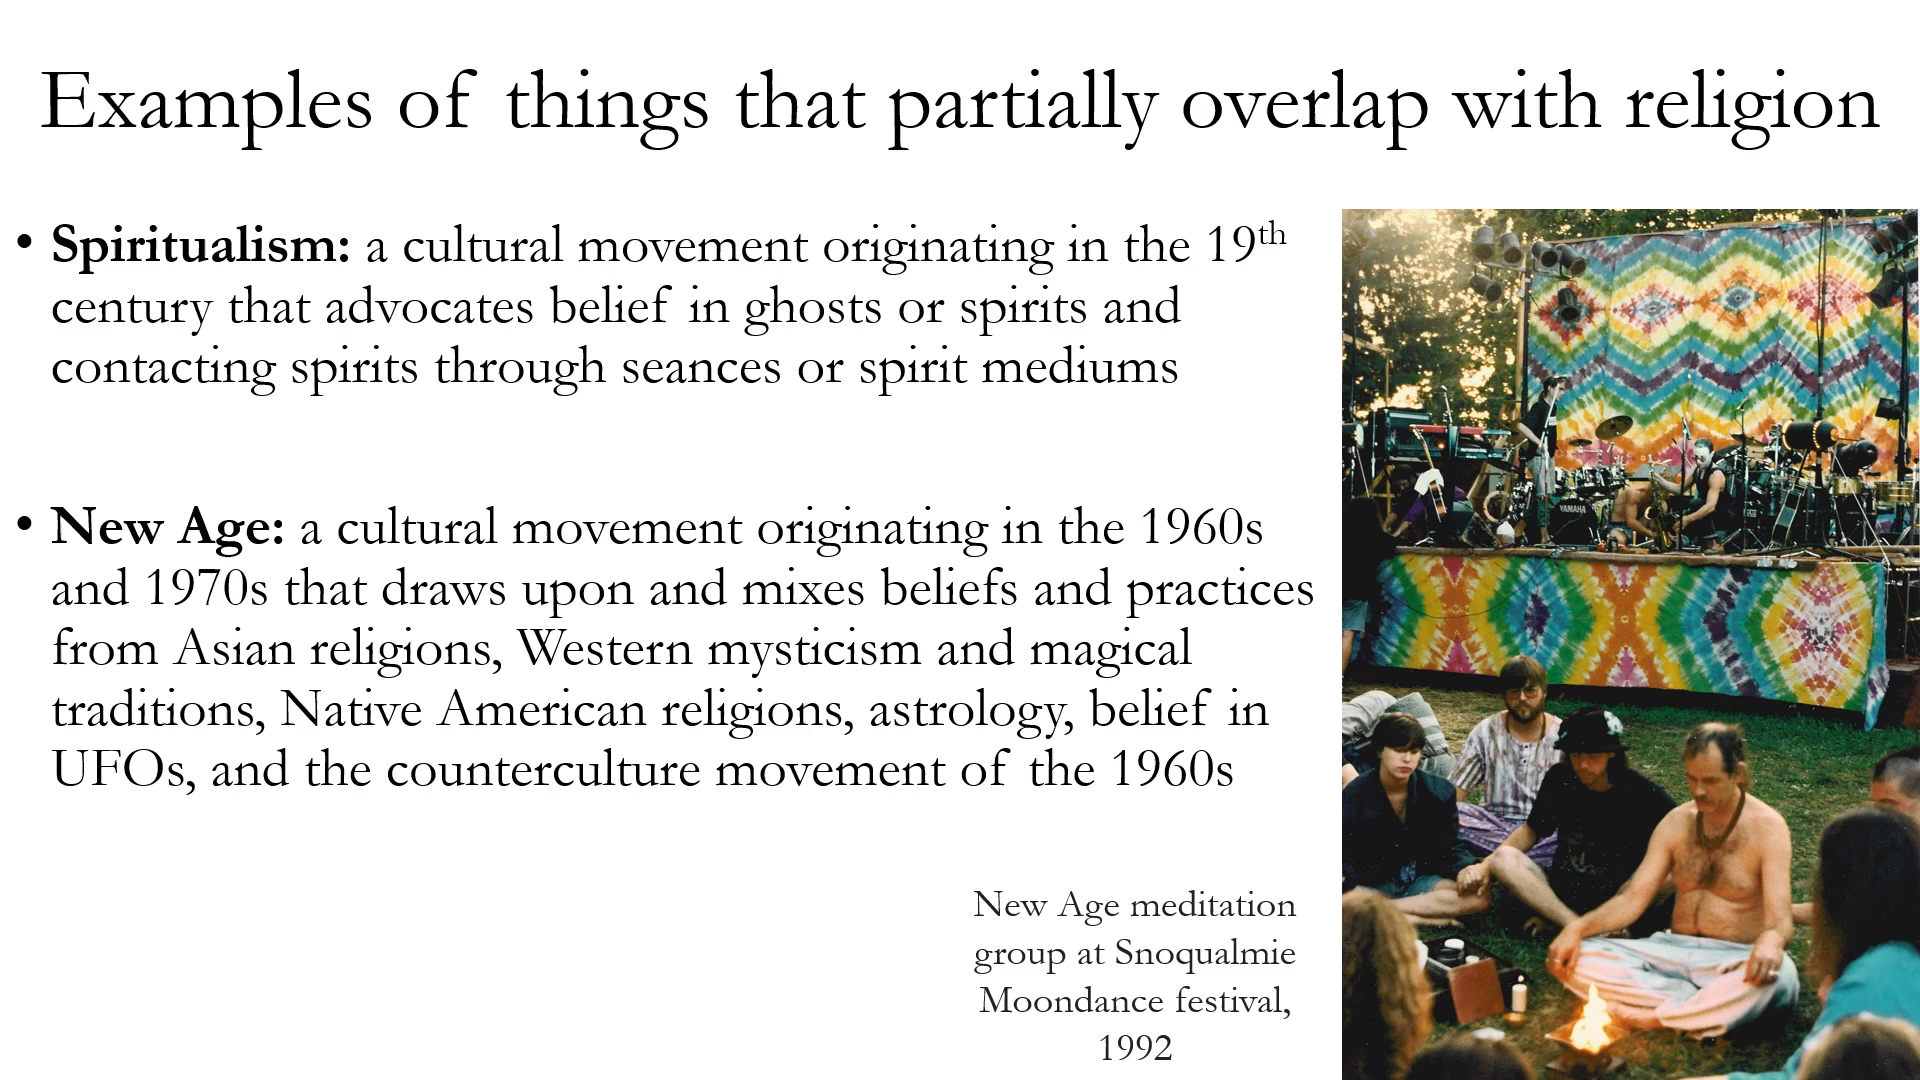 Examples of things that partially overlap with religion
• Spiritualism: a cultural movement originating in the 19th
century that advocates belief in ghosts or spirits and
contacting spirits through seances or spirit mediums
• New Age: a cultural movement originating in the 1960s
and 1970s that draws upon and mixes beliefs and practices
from Asian religions, Western mysticism and magical
traditions, Native American religions, astrology, belief in
UFOs, and the counterculture movement of the 1960s
New Age meditation
group at Snoqualmie
Moondance festival,
1992
YAMAHA